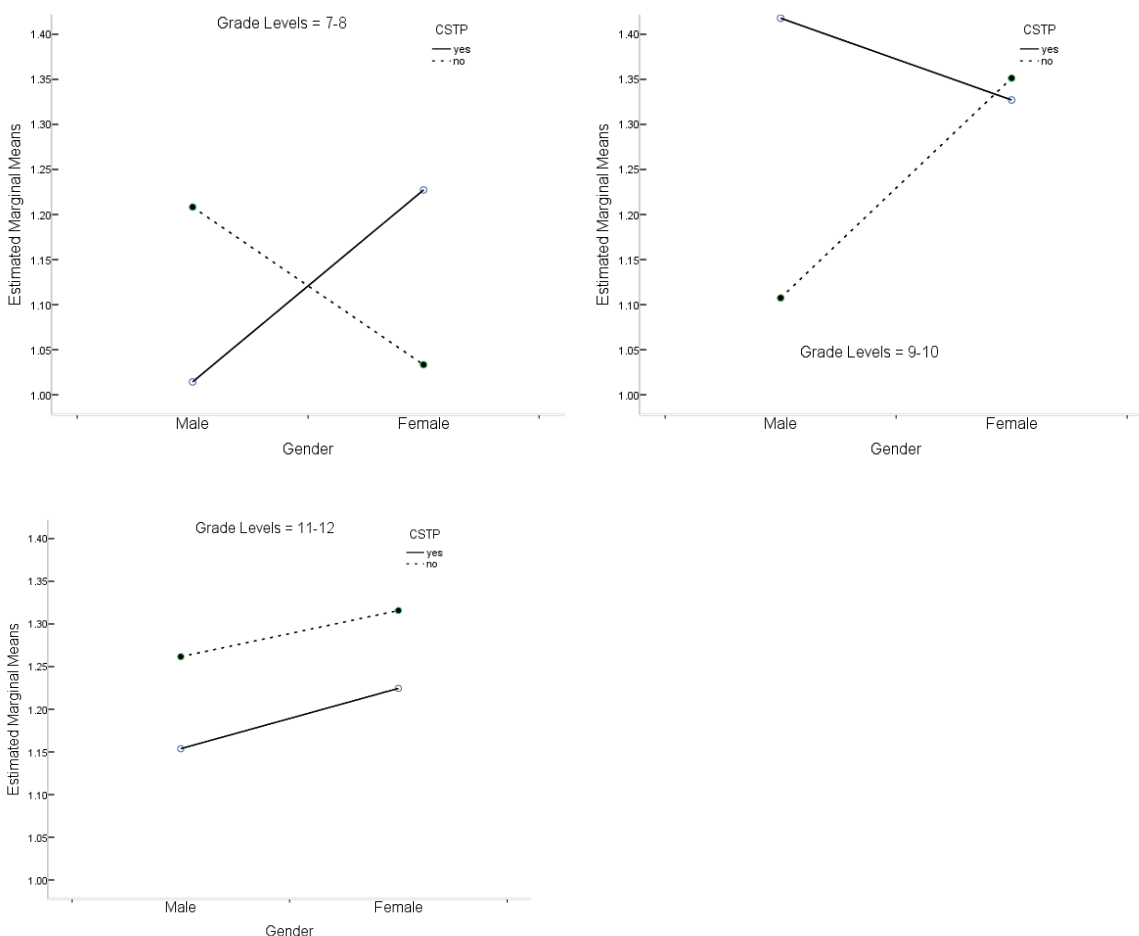 Grade Levels = 7-8
CSTP
yes
no
Estimated Marginal Means
1.40
1.35
1.30
1.25
1.20
1.15
1.10
1.05
1.00
Male
Female
Gender
CSTP
yes
no
Estimated Marginal Means
1.40
1.35
1.30
1.25
1.20
1.15
1.10
1.05
1.00
Grade Levels = 9-10
Male
Female
Gender
Grade Levels = 11-12
CSTP
yes
no
Estimated Marginal Means
1.40
1.35
1.30
1.25
1.20
1.15
1.10
1.05
1.00
Male
Female
Gender